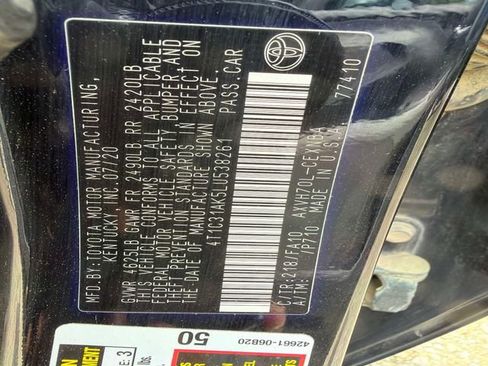 MFD.BY: TOYOTA MOTOR MANUFACTURING,
KENTUCKY, INC. 07/20
GVWR 4625LB GAWR FR 2490LB RR 2420LB
THIS VEHICLE CONFORMS TO ALL APPLICABLE
FEDERAL MOTOR VEHICLE SAFETY, BUMPER, AND
THEFT PREVENTION STANDARDS IN EFFECT ON
THE DATE OF MANUFACTURE SHOWN ABOVE.
4T1C31AK5LU538261 PASS CAR
C/TR:218/FA10 AXVH70L-CEXNBA 77410
A/TM: /P710 MADE IN U.S.A.
42661-06B20
50